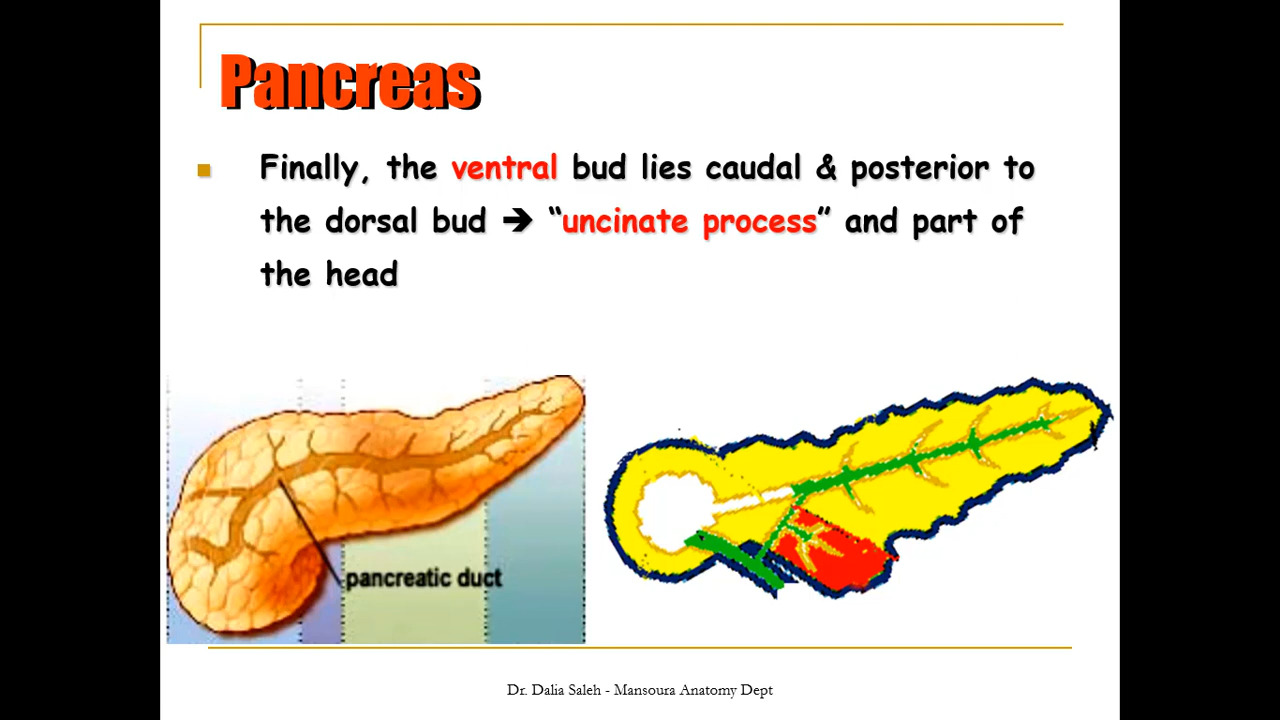 Pancreas
Finally, the ventral bud lies caudal & posterior to
the dorsal bud ➔ “uncinate process” and part of
the head
pancreatic duct
Dr. Dalia Saleh - Mansoura Anatomy Dept